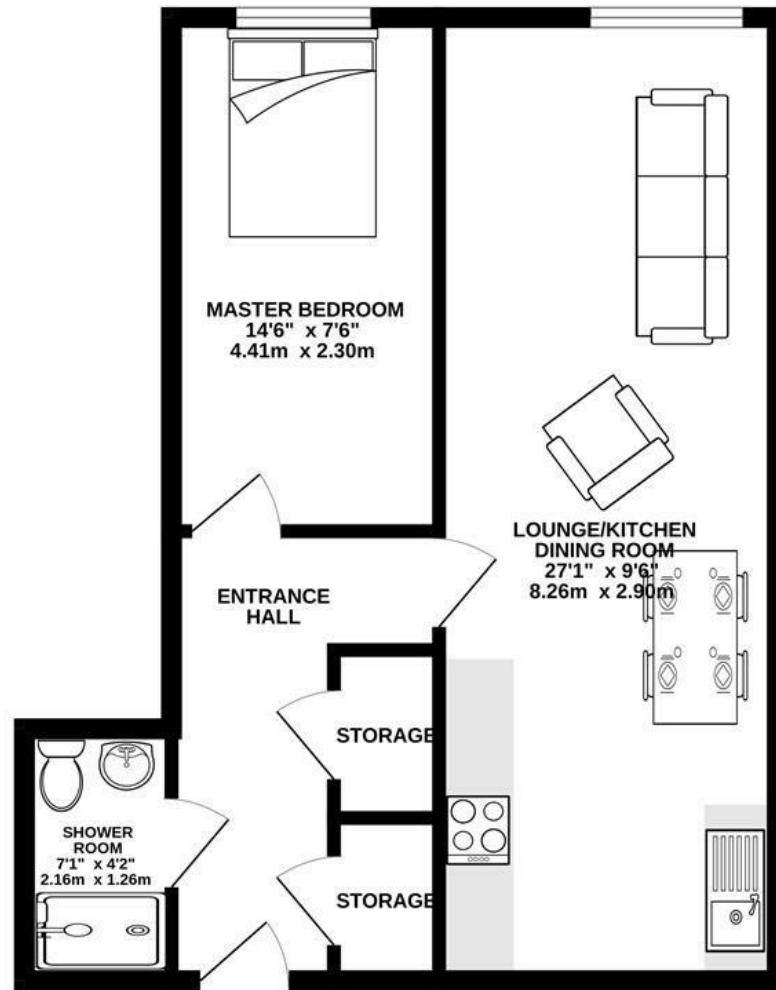 MASTER BEDROOM
14'6" x 7'6"
4.41m x 2.30m
LOUNGE/KITCHEN
DINING ROOM
27'1" x 9'6"
8.26m x 2.90m
ENTRANCE
HALL
STORAGE
SHOWER
ROOM
7'1" x 4'2"
2.16m x 1.26m
STORAGE